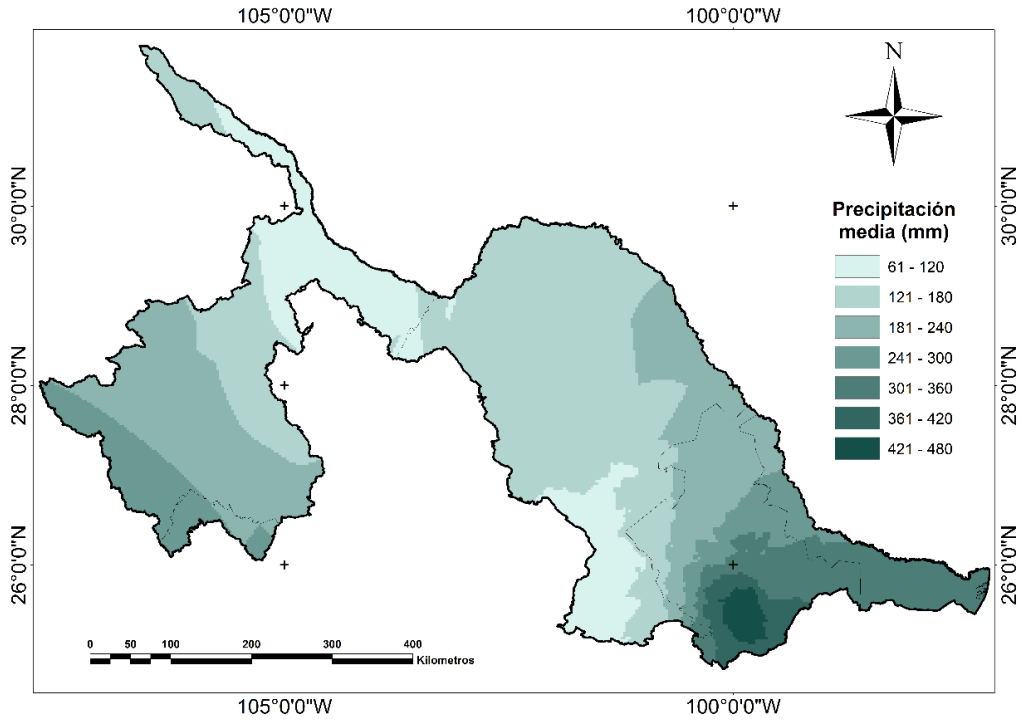 105°0'0"W 100°0'0"W
N
30°0'0"N 30°0'0"N
Precipitación
media (mm)
61 - 120
121 - 180
181 - 240
241 - 300
301 - 360
361 - 420
421 - 480
28°0'0"N 28°0'0"N
26°0'0"N 26°0'0"N
0 50 100 200 300 400
Kilometros
105°0'0"W 100°0'0"W